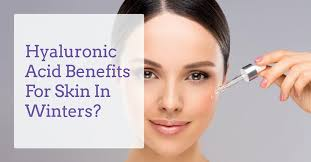 Hyaluronic
Acid Benefits
For Skin In
Winters?